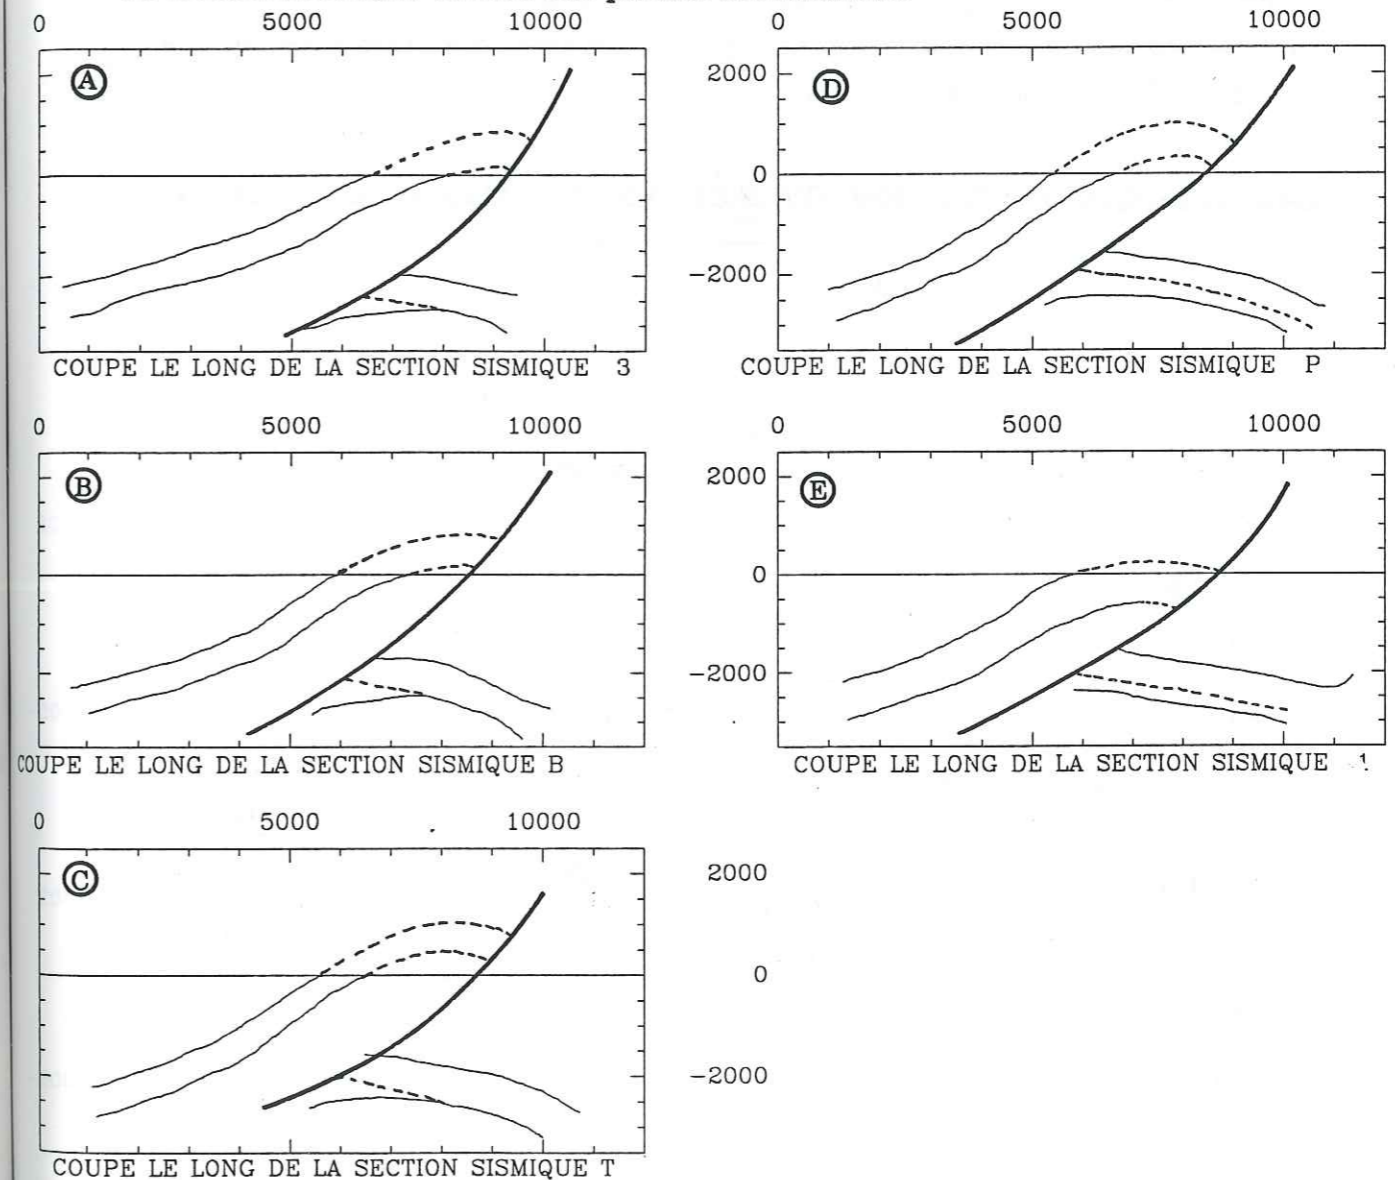 0 5000 10000
A
COUPE LE LONG DE LA SECTION SISMIQUE 3
0 5000 10000
2000
D
0
-2000
COUPE LE LONG DE LA SECTION SISMIQUE P
0 5000 10000
B
COUPE LE LONG DE LA SECTION SISMIQUE B
0 5000 10000
2000
E
0
-2000
COUPE LE LONG DE LA SECTION SISMIQUE
0 5000 10000
C
2000
0
-2000
COUPE LE LONG DE LA SECTION SISMIQUE T